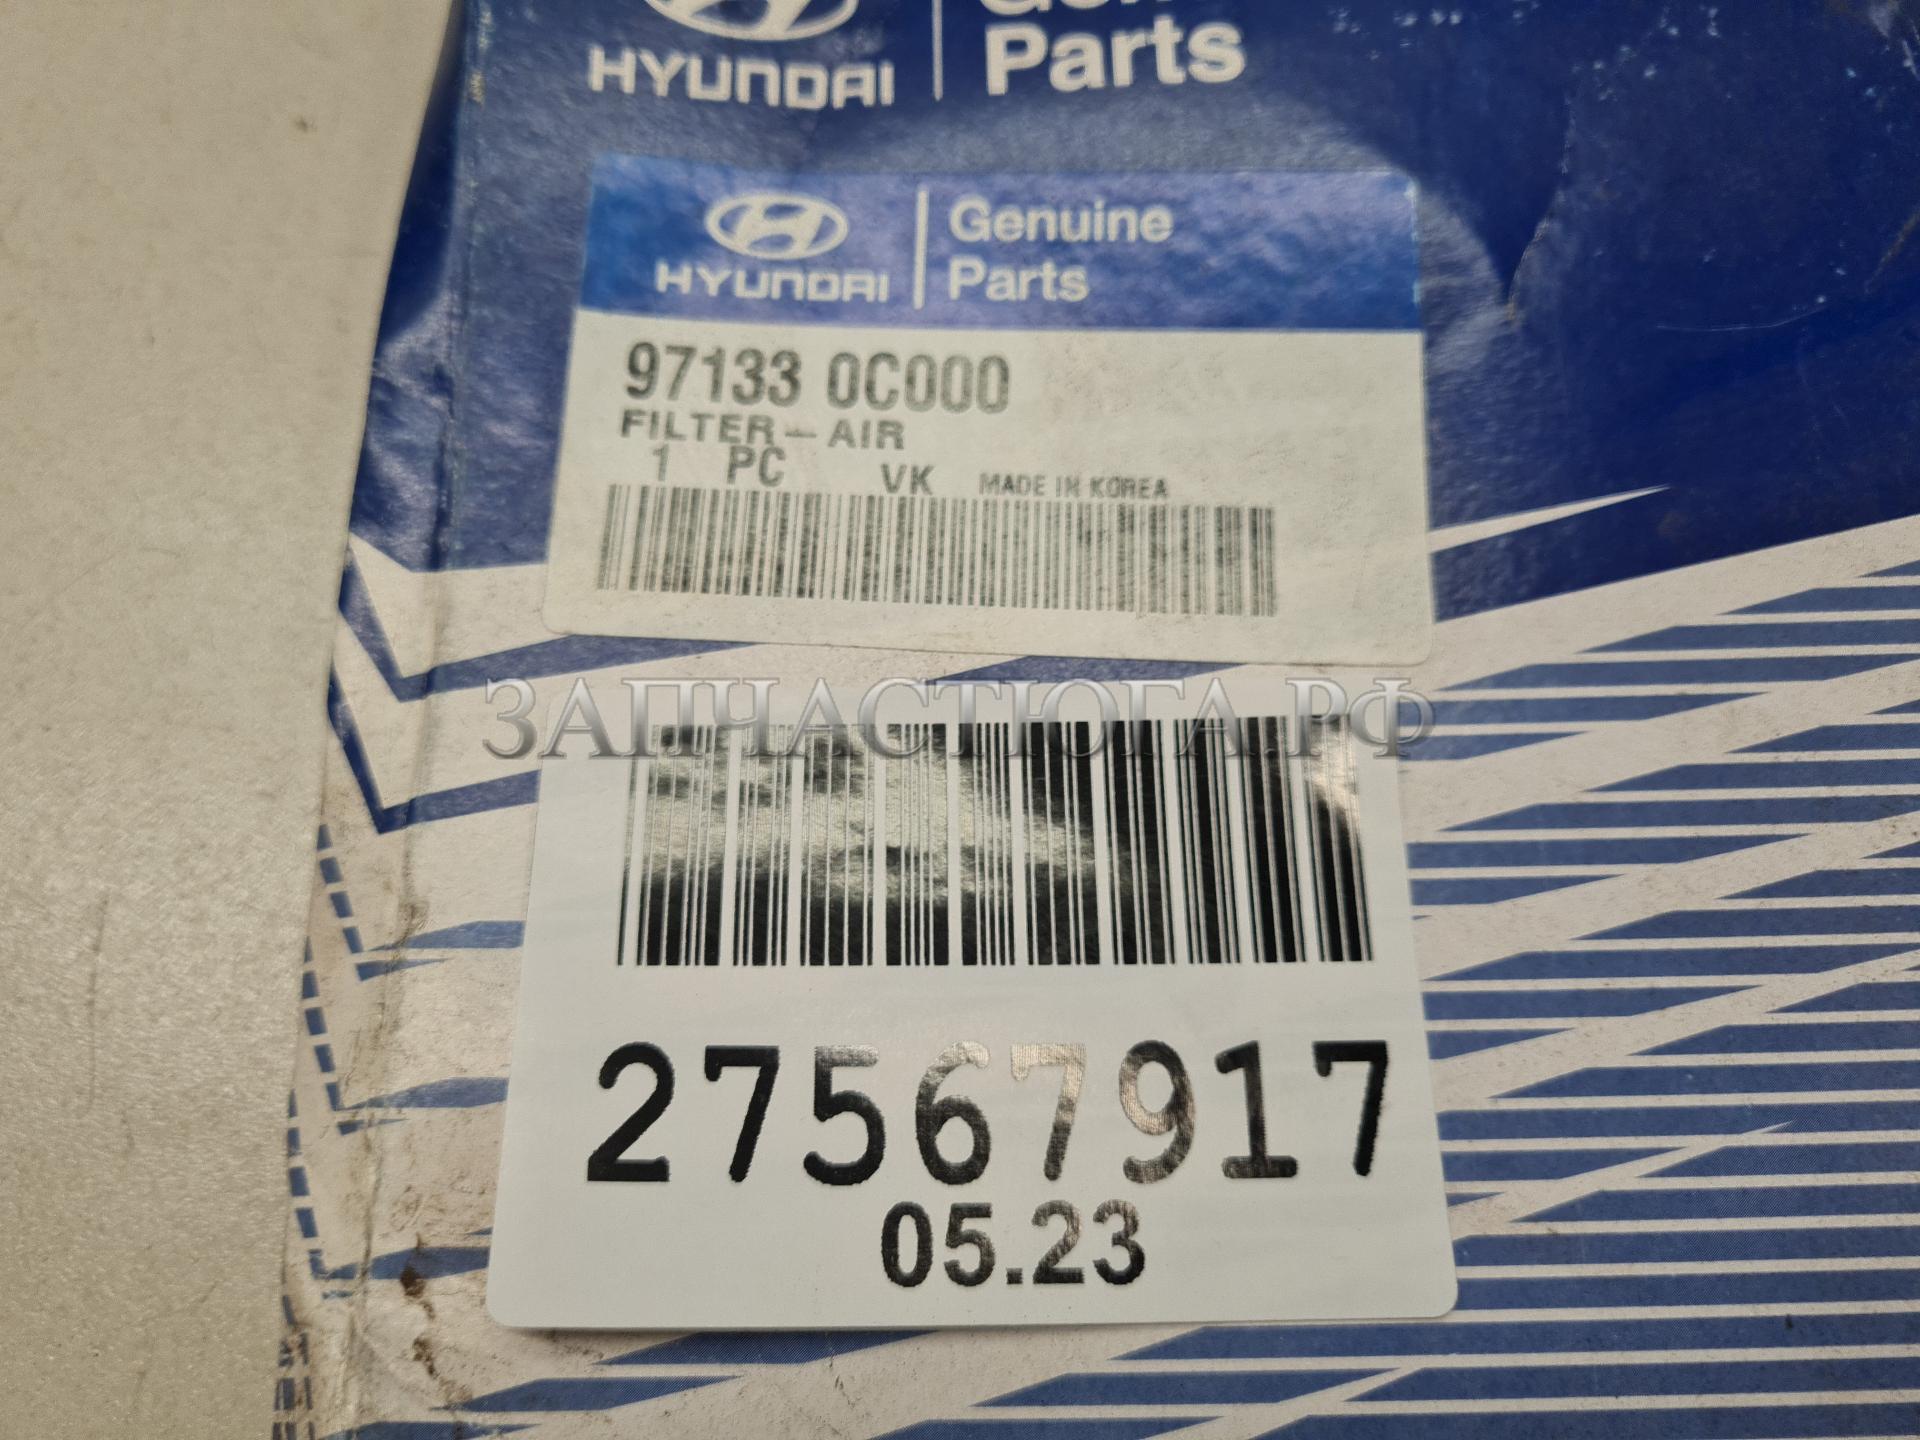 HYUNDAI
Genuine
Parts
HYUNDAI
Genuine
Parts
97133 0C000
FILTER-AIR
1 PC VK MADE IN KOREA
ЗАПЧАСТЮГА.РФ
27567917
05.23